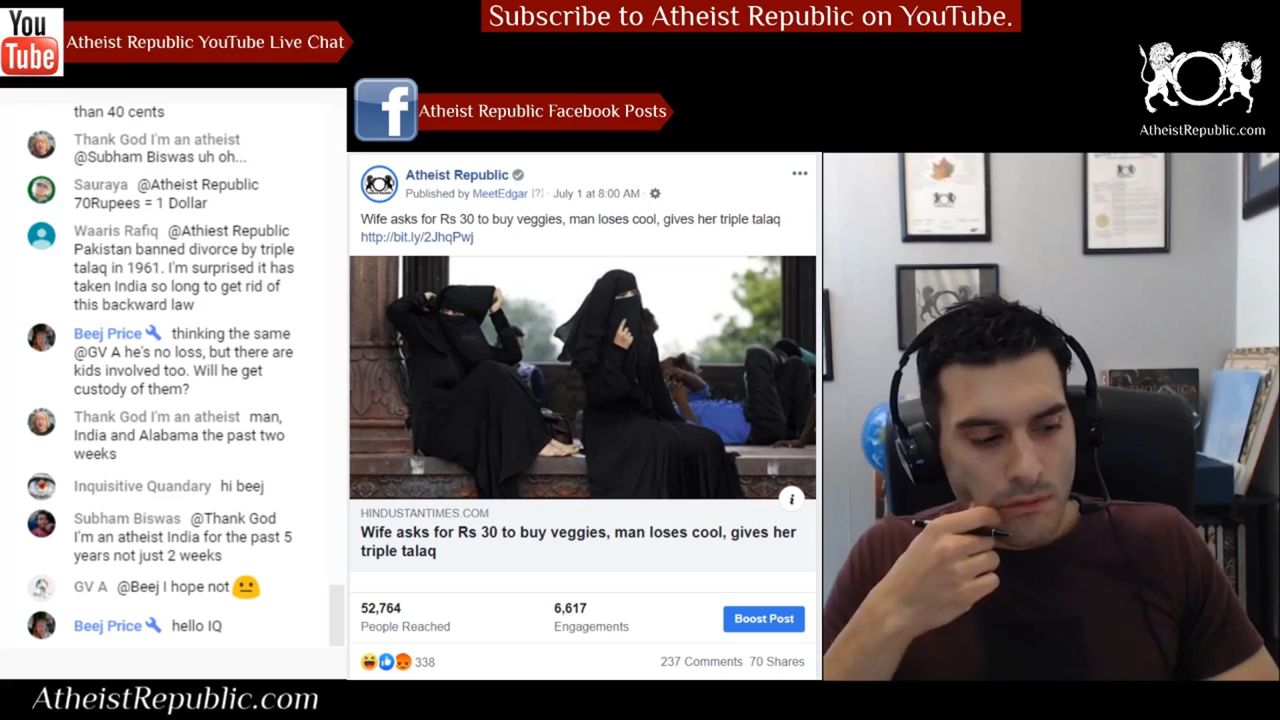 Subscribe to Atheist Republic on YouTube.
You
Tube
Atheist Republic YouTube Live Chat
AtheistRepublic.com
Atheist Republic Facebook Posts
than 40 cents
Thank God I'm an atheist
@Subham Biswas uh oh...
Sauraya @Atheist Republic
70Rupees = 1 Dollar
Waaris Rafiq @Athiest Republic
Pakistan banned divorce by triple
talaq in 1961. I'm surprised it has
taken India so long to get rid of
this backward law
Beej Price thinking the same
@GV A he's no loss, but there are
kids involved too. Will he get
custody of them?
Thank God I'm an atheist man,
India and Alabama the past two
weeks
Inquisitive Quandary hi beej
Subham Biswas @Thank God
I'm an atheist India for the past 5
years not just 2 weeks
GV A @Beej I hope not
Beej Price hello IQ
Atheist Republic
Published by MeetEdgar [?] · July 1 at 8:00 AM ·
Wife asks for Rs 30 to buy veggies, man loses cool, gives her triple talaq
http://bit.ly/2JhqPwj
HINDUSTANTIMES.COM
Wife asks for Rs 30 to buy veggies, man loses cool, gives her
triple talaq
52,764
People Reached
6,617
Engagements
Boost Post
338
237 Comments 70 Shares
AtheistRepublic.com